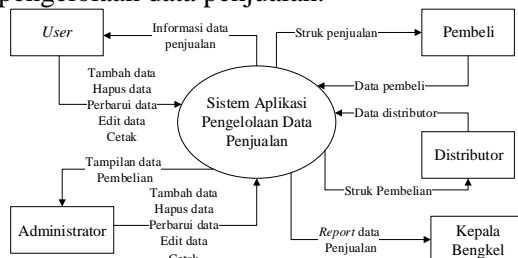 pengelolaan data penjualan.
User
Informasi data
penjualan
Struk penjualan
Pembeli
Tambah data
Hapus data
Perbarui data
Edit data
Cetak
Sistem Aplikasi
Pengelolaan Data
Penjualan
Data pembeli
Data distributor
Distributor
Tampilan data
Pembelian
Struk Pembelian
Administrator
Tambah data
Hapus data
Perbarui data
Edit data
Cetak
Report data
Penjualan
Kepala
Bengkel